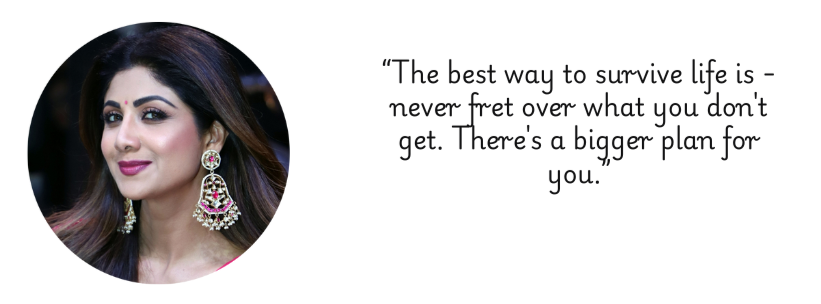 “The best way to survive life is -
never fret over what you don't
get. There's a bigger plan for
you.”